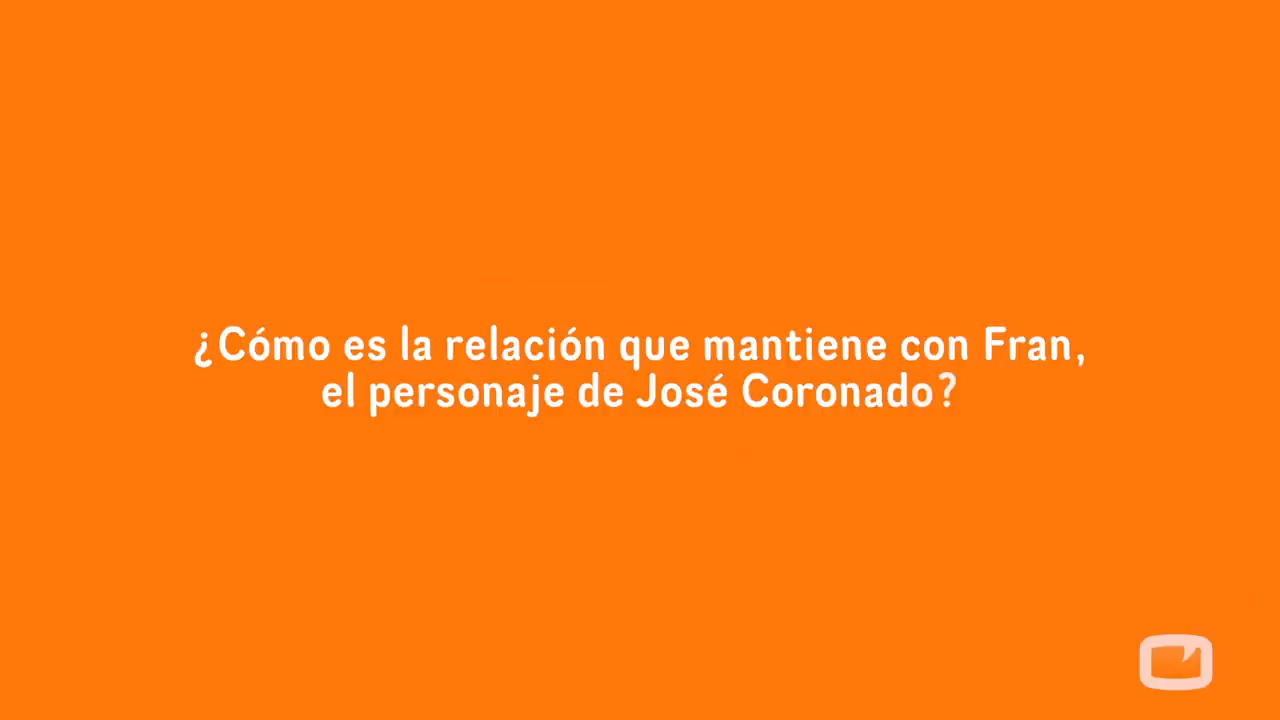 ¿Cómo es la relación que mantiene con Fran,
el personaje de José Coronado?